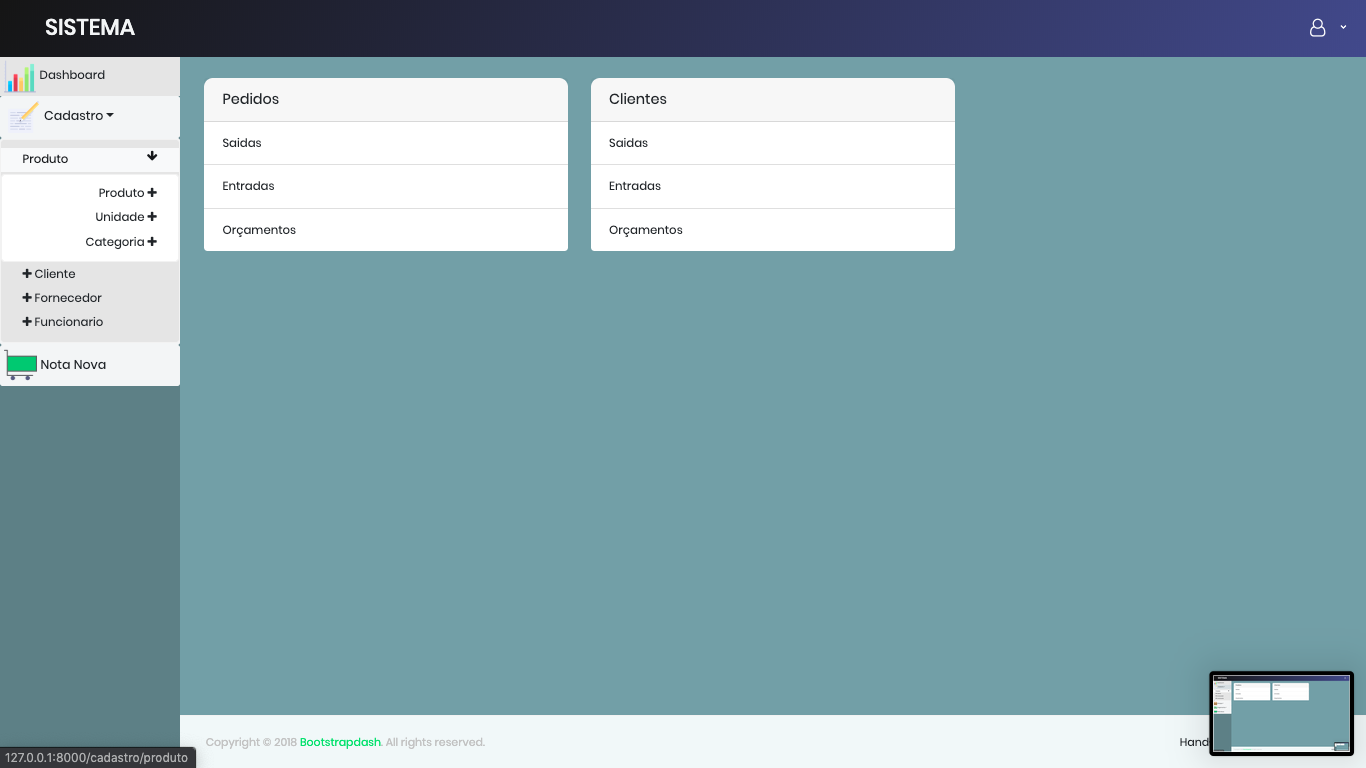 SISTEMA
Dashboard
Cadastro
Produto
Produto
Unidade
Categoria
Cliente
Fornecedor
Funcionario
Nota Nova
Pedidos
Saidas
Entradas
Orçamentos
Clientes
Saidas
Entradas
Orçamentos
Copyright © 2018 Bootstrapdash. All rights reserved.
Hand
127.0.0.1:8000/cadastro/produto